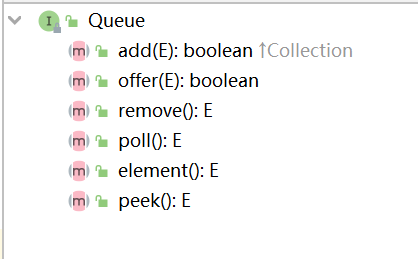 I Queue
m add(E): boolean ↑Collection
m offer(E): boolean
m remove(): E
m poll(): E
m element(): E
m peek(): E